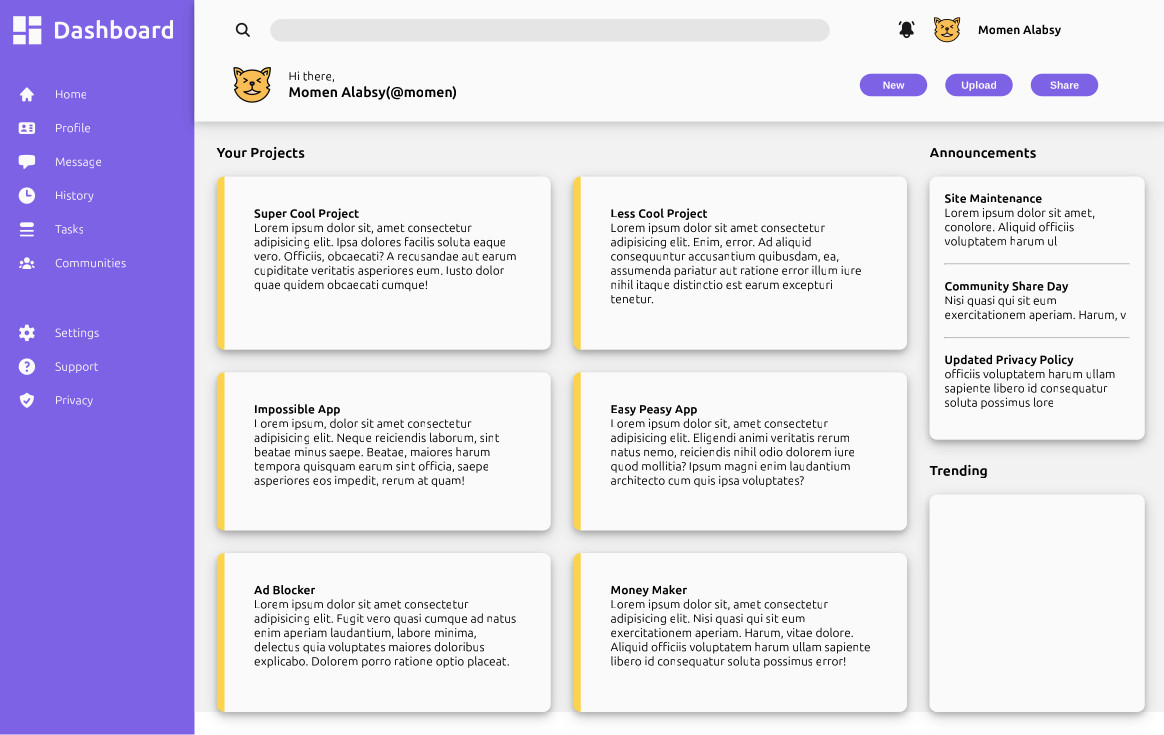 Dashboard
Home
Profile
Message
History
Tasks
Communities
Settings
Support
Privacy
Momen Alabsy
Hi there,
Momen Alabsy(@momen)
New
Upload
Share
Your Projects
Super Cool Project
Lorem ipsum dolor sit, amet consectetur
adipisicing elit. Ipsa dolores facilis soluta eaque
vero. Officiis, obcaecati? A recusandae aut earum
cupiditate veritatis asperiores eum. Iusto dolor
quae quidem obcaecati cumque!
Less Cool Project
Lorem ipsum dolor sit amet consectetur
adipisicing elit. Enim, error. Ad aliquid
consequuntur accusantium quibusdam, ea,
assumenda pariatur aut ratione error illum iure
nihil itaque distinctio est earum excepturi
tenetur.
Impossible App
Lorem ipsum, dolor sit amet consectetur
adipisicing elit. Neque reiciendis laborum, sint
beatae minus saepe. Beatae, maiores harum
tempora quisquam earum sint officia, saepe
asperiores eos impedit, rerum at quam!
Easy Peasy App
Lorem ipsum dolor sit, amet consectetur
adipisicing elit. Eligendi animi veritatis rerum
natus nemo, reiciendis nihil odio dolorem iure
quod mollitia? Ipsum magni enim laudantium
architecto cum quis ipsa voluptates?
Ad Blocker
Lorem ipsum dolor sit amet consectetur
adipisicing elit. Fugit vero quasi cumque ad natus
enim aperiam laudantium, labore minima,
delectus quia voluptates maiores doloribus
explicabo. Dolorem porro ratione optio placeat.
Money Maker
Lorem ipsum dolor sit, amet consectetur
adipisicing elit. Nisi quasi qui sit eum
exercitationem aperiam. Harum, vitae dolore.
Aliquid officiis voluptatem harum ullam sapiente
libero id consequatur soluta possimus error!
Announcements
Site Maintenance
Lorem ipsum dolor sit amet,
conolore. Aliquid officiis
voluptatem harum ul
Community Share Day
Nisi quasi qui sit eum
exercitationem aperiam. Harum, v
Updated Privacy Policy
officiis voluptatem harum ullam
sapiente libero id consequatur
soluta possimus lore
Trending